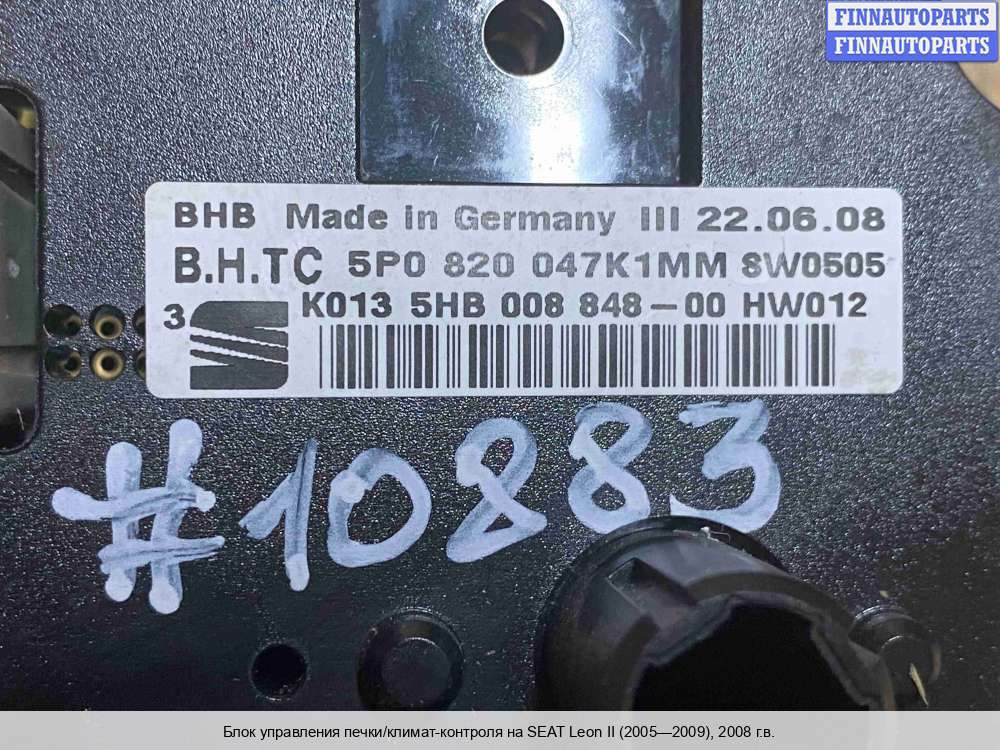 FINNAUTOPARTS
FINNAUTOPARTS
BHB Made in Germany III 22.06.08
B.H.TC 5P0 820 047K1MM SW0505
3 K013 5HB 008 848-00 HW012
#10883
Блок управления печки/климат-контроля на SEAT Leon II (2005—2009), 2008 г.в.